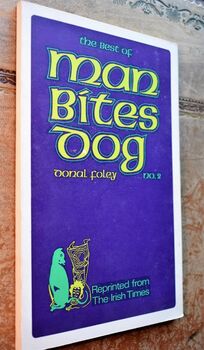 the Best of
man
bites
dog
donal foley no. 2
Reprinted from
The Irish Times